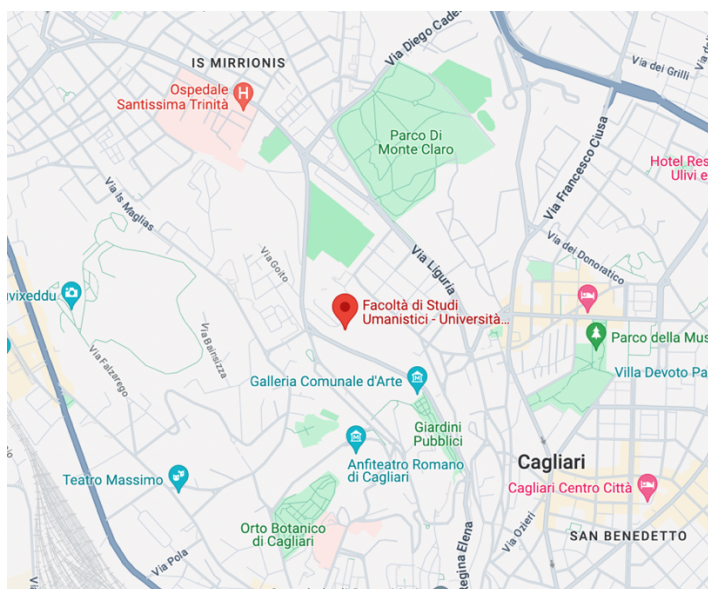 Via Diego Cadel
IS MIRRIONIS
Via dei Grilli
Ospedale
Santissima Trinità
H
Parco Di
Monte Claro
Via Francesco Ciusa
Hotel Res
Ulivi e
Via Is Maglias
Via Liguria
Via Goito
Via dei Donoratico
uvixeddu
Facoltà di Studi
Umanistici - Università...
Via Bainsizza
Parco della Mus
Via Falzarego
Villa Devoto Pa
Galleria Comunale d'Arte
Giardini
Pubblici
Anfiteatro Romano
di Cagliari
Cagliari
Teatro Massimo
Cagliari Centro Città
Orto Botanico
di Cagliari
Via Ozieri
SAN BENEDETTO
Via Pola
Regina Elena